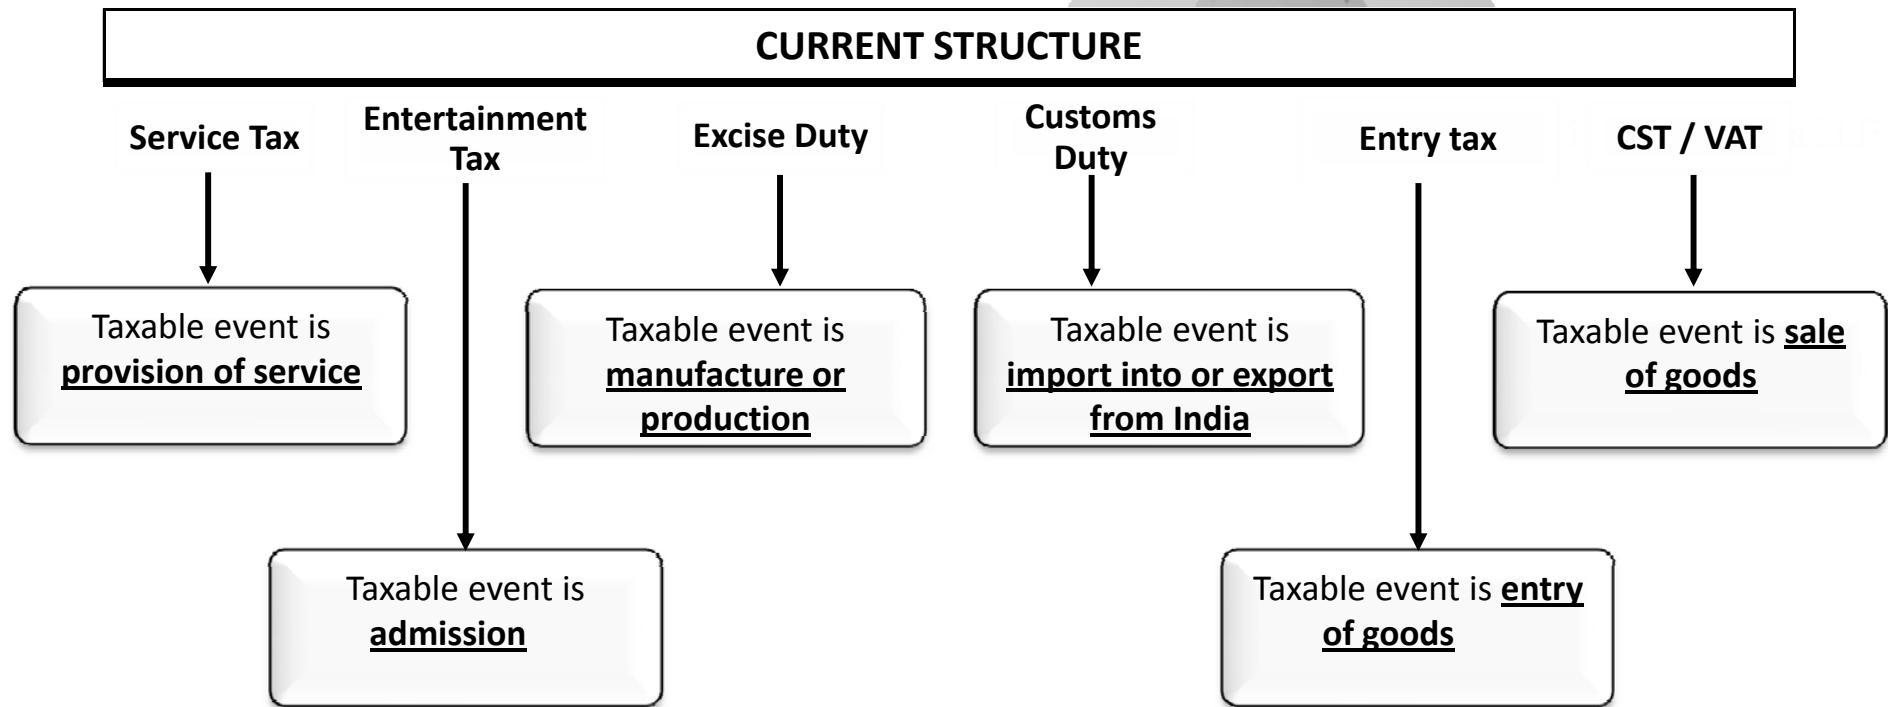 CURRENT STRUCTURE
Service Tax
Entertainment
Tax
Excise Duty
Customs
Duty
Entry tax
CST / VAT
Taxable event is
provision of service
Taxable event is
manufacture or
production
Taxable event is
import into or export
from India
Taxable event is sale
of goods
Taxable event is
admission
Taxable event is entry
of goods